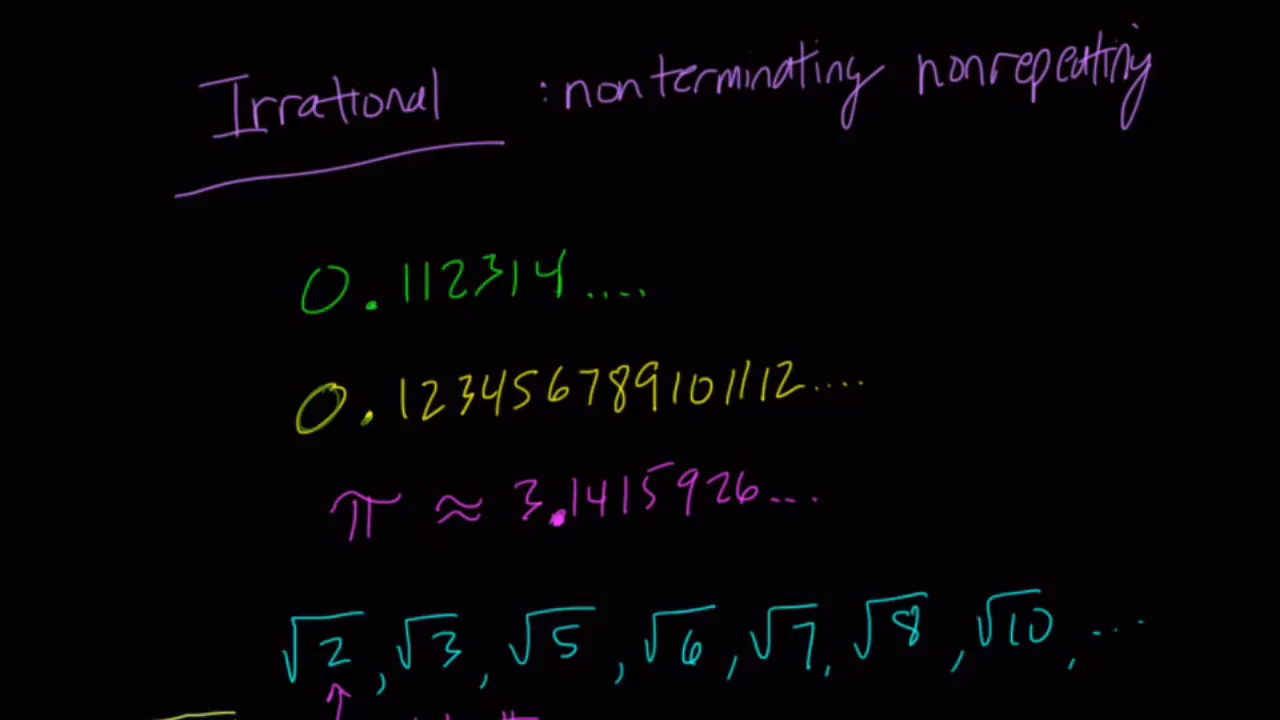 Irrational : nonterminating nonrepeating
0.112314....
0.123456789101112....
π ≈ 3.1415926...
√2, √3, √5, √6, √7, √8, √10, ...